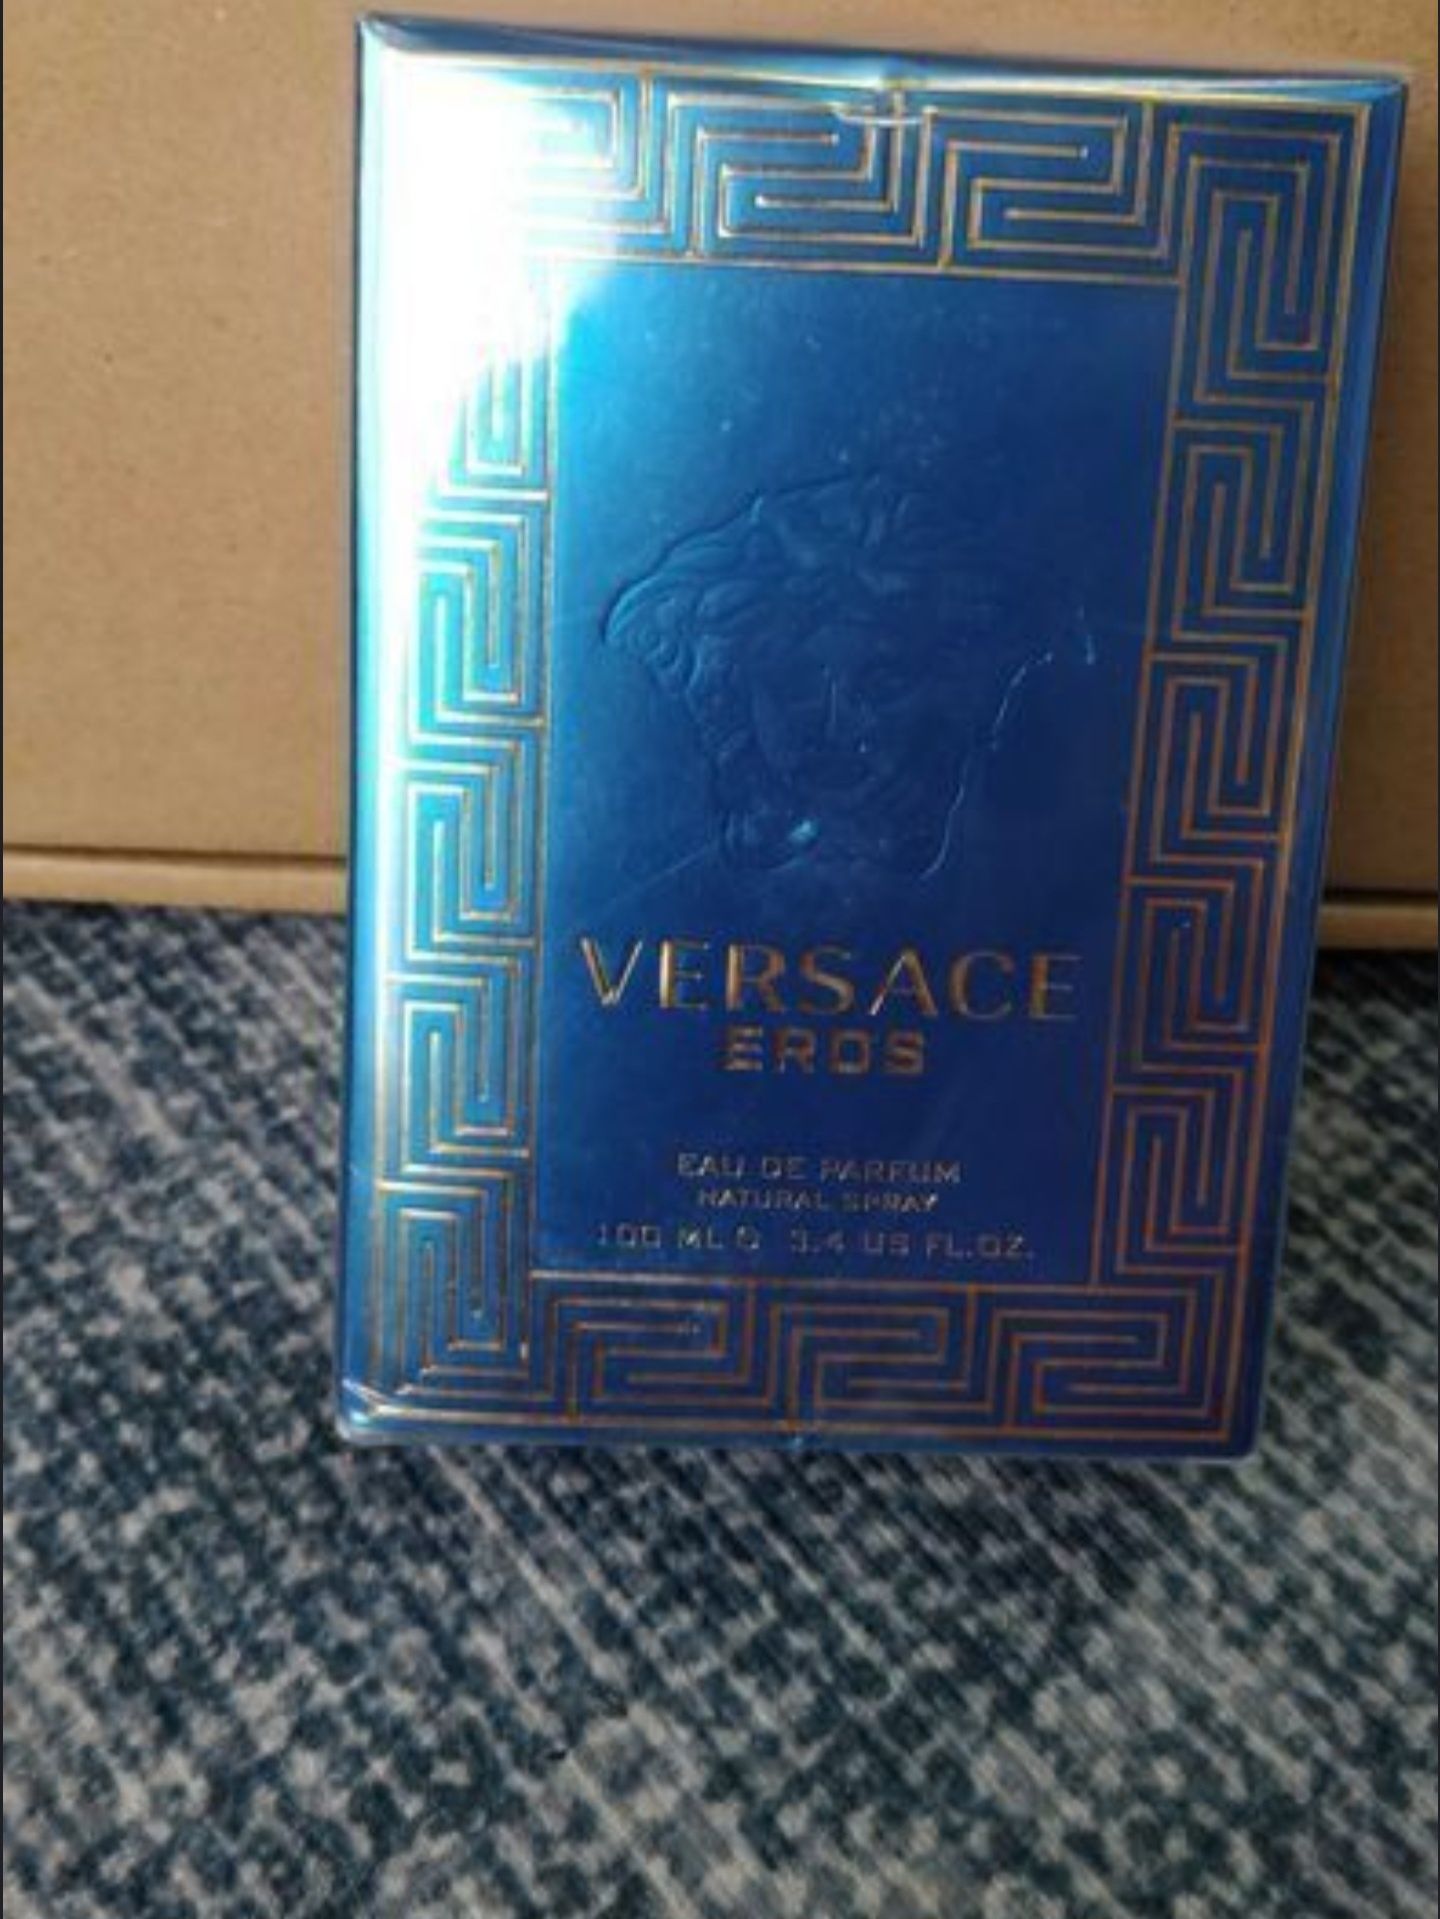 VERSACE
EROS
EAU DE PARFUM
NATURAL SPRAY
100 ML ℮ 3.4 US FL.OZ.